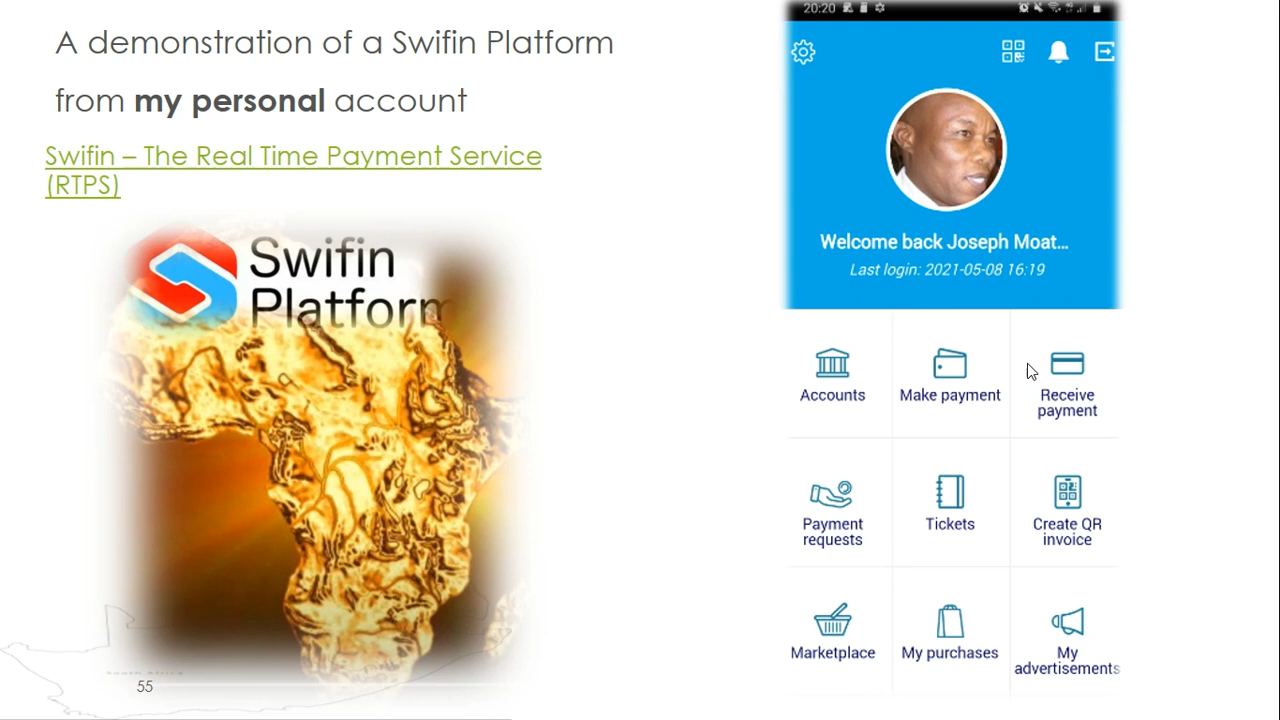 A demonstration of a Swifin Platform
from my personal account
Swifin – The Real Time Payment Service
(RTPS)
Swifin
Platform
South Africa
55
20:20
Welcome back Joseph Moat...
Last login: 2021-05-08 16:19
Accounts
Make payment
Receive
payment
Payment
requests
Tickets
Create QR
invoice
Marketplace
My purchases
My
advertisements